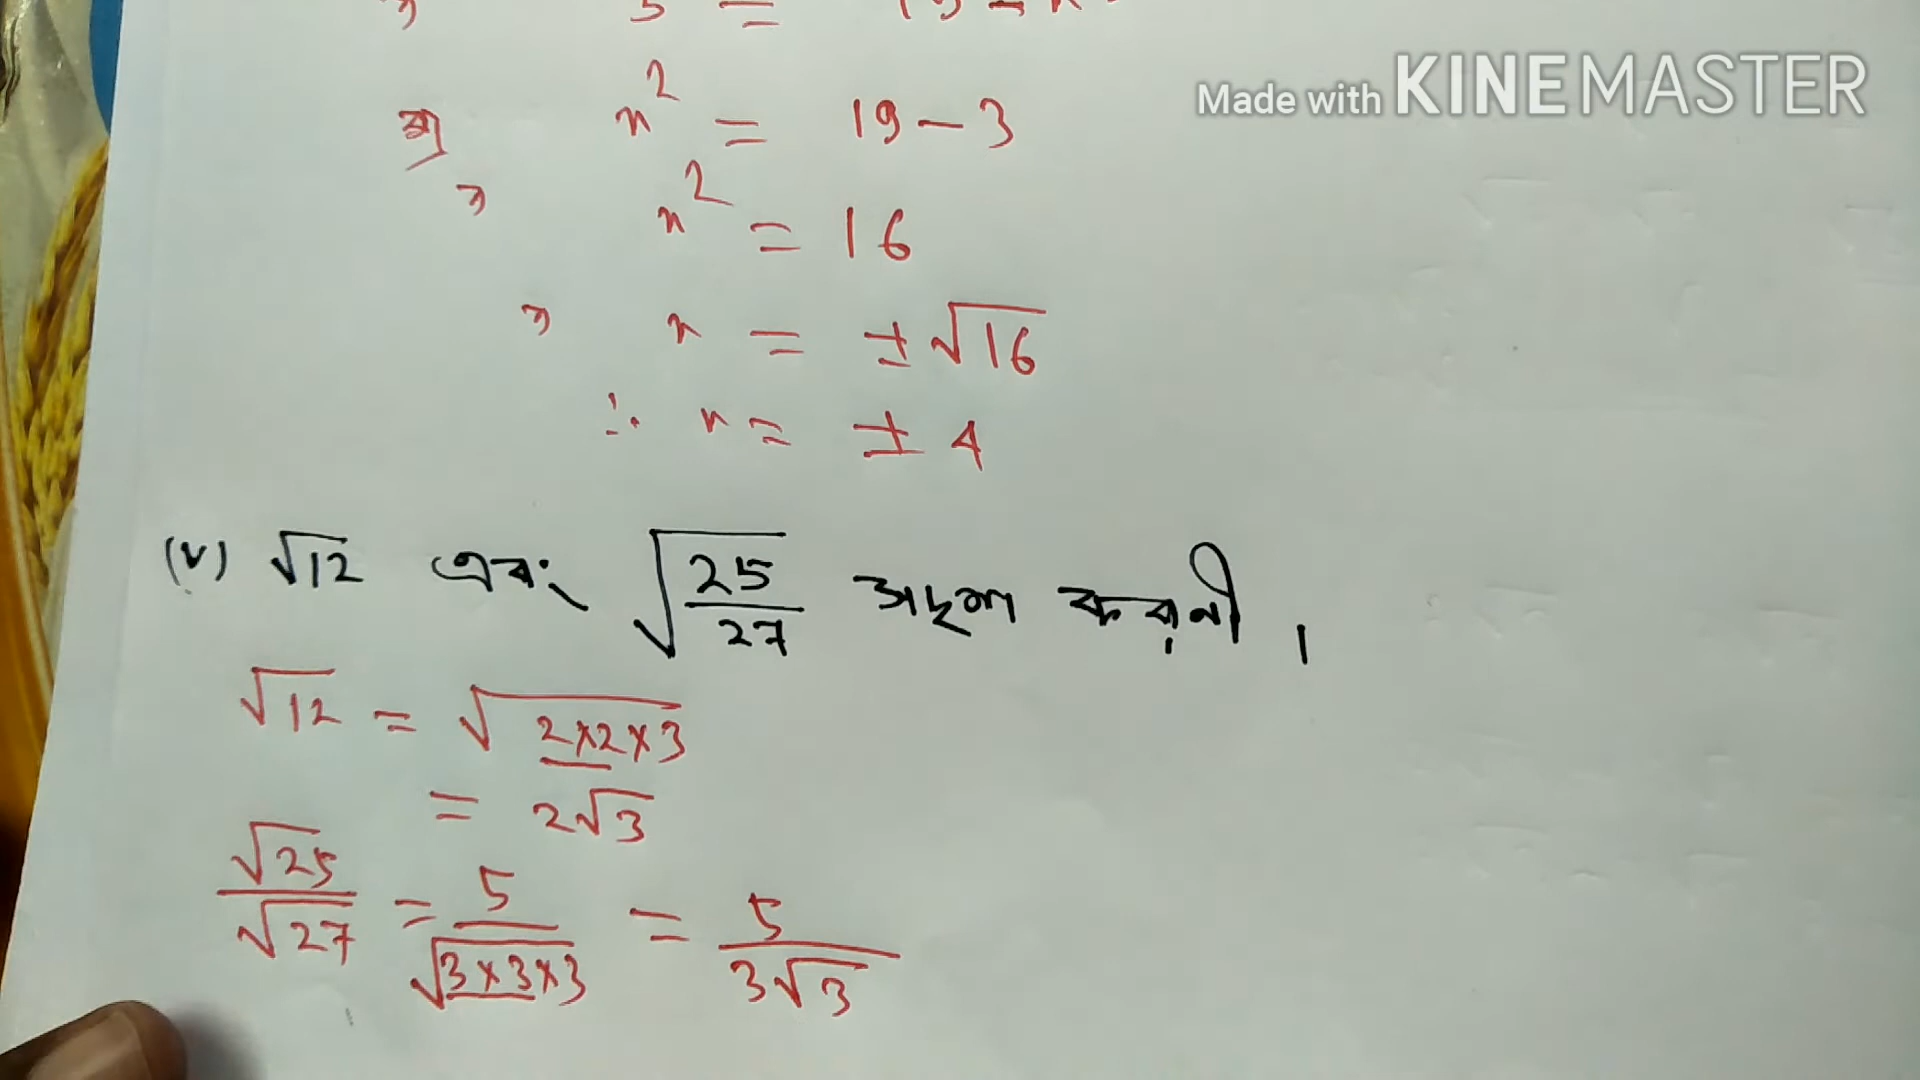 Made with KINEMASTER
বা, x² = 19 - 3
" x² = 16
" x = ±√16
∴ x = ± 4
(v) √12 এবং √(25/27) সদৃশ করণী ।
√12 = √(2×2×3)
= 2√3
√25/√27 = 5/√(3×3×3) = 5/(3√3)